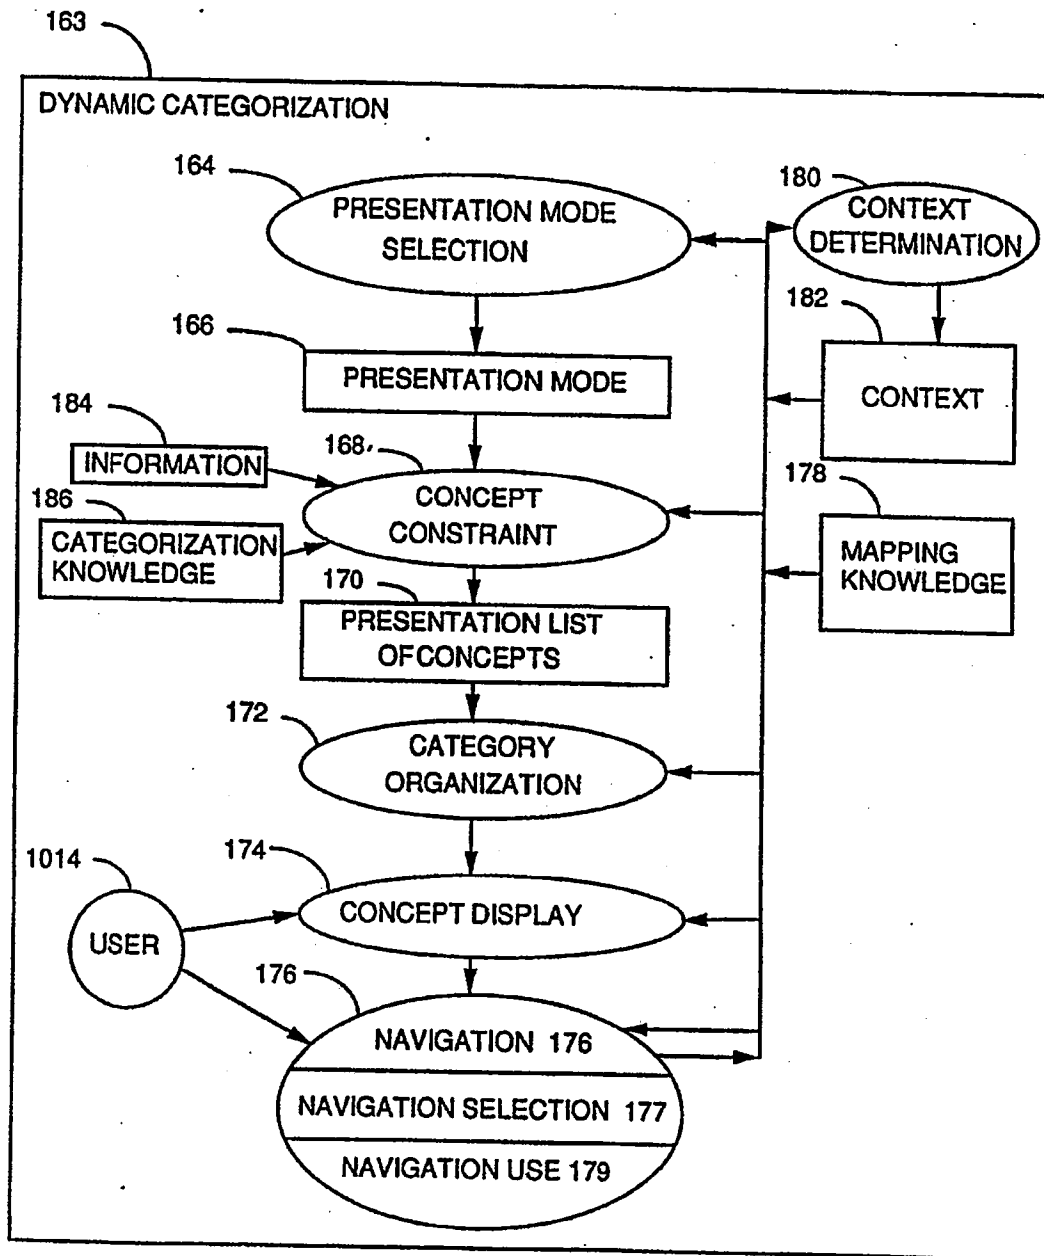 163
DYNAMIC CATEGORIZATION
164
PRESENTATION MODE
SELECTION
180
CONTEXT
DETERMINATION
166
PRESENTATION MODE
182
CONTEXT
184
INFORMATION
168
CONCEPT
CONSTRAINT
186
CATEGORIZATION
KNOWLEDGE
178
MAPPING
KNOWLEDGE
170
PRESENTATION LIST
OF CONCEPTS
172
CATEGORY
ORGANIZATION
1014
USER
174
CONCEPT DISPLAY
176
NAVIGATION 176
NAVIGATION SELECTION 177
NAVIGATION USE 179